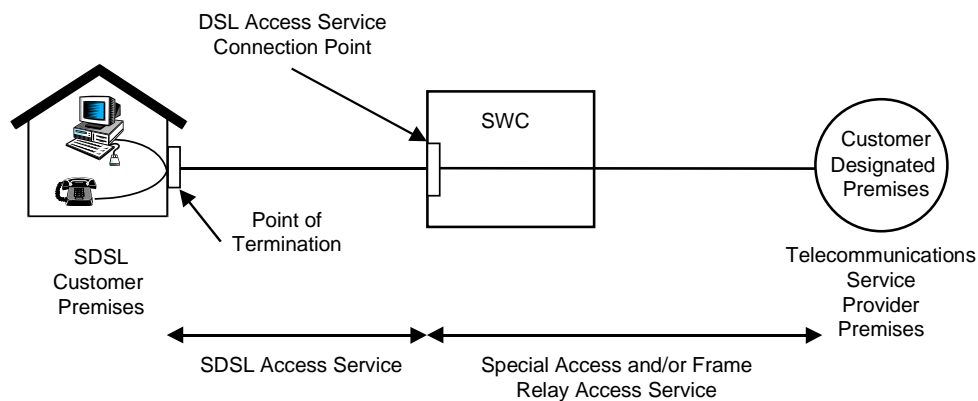 DSL Access Service
Connection Point
SWC
Customer
Designated
Premises
Point of
Termination
SDSL
Customer
Premises
Telecommunications
Service
Provider
Premises
SDSL Access Service
Special Access and/or Frame
Relay Access Service